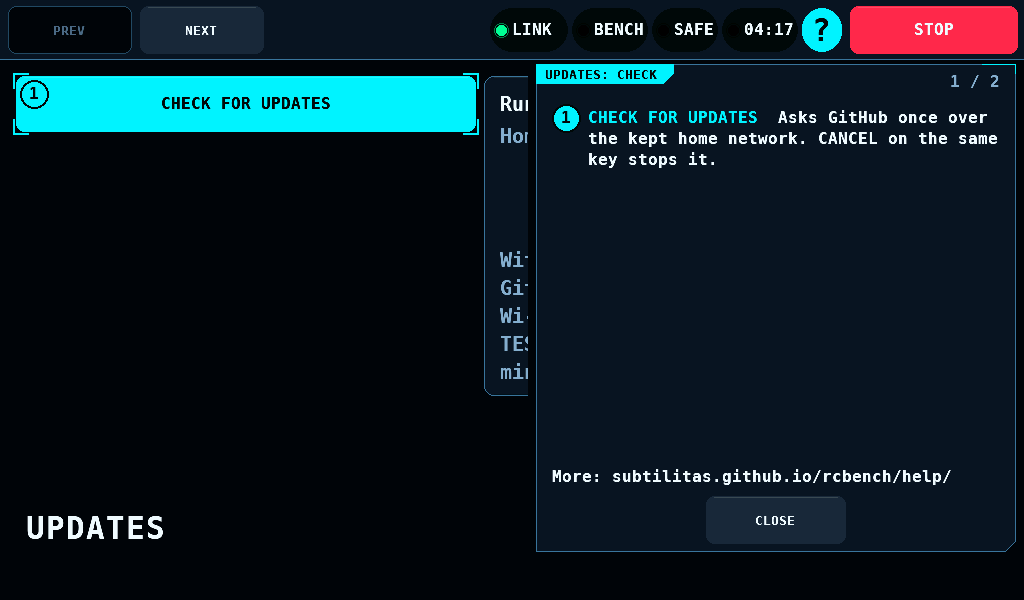 PREV
NEXT
LINK
BENCH
SAFE
04:17
?
STOP
1
CHECK FOR UPDATES
Hom
UPDATES
UPDATES: CHECK
1 / 2
1 CHECK FOR UPDATES Asks GitHub once over
the kept home network. CANCEL on the same
key stops it.
More: subtilitas.github.io/rcbench/help/
CLOSE